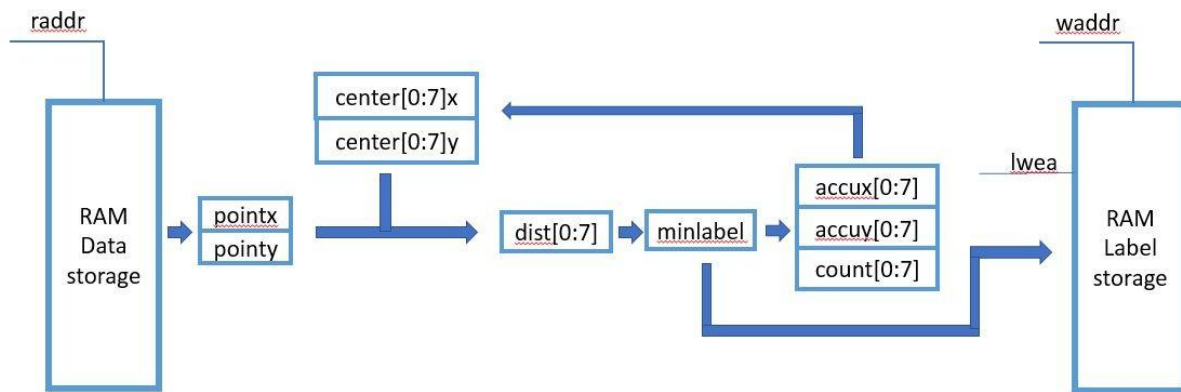 raddr
waddr
center[0:7]x
center[0:7]y
lwea
RAM
Data
storage
pointx
pointy
dist[0:7]
minlabel
accux[0:7]
accuy[0:7]
count[0:7]
RAM
Label
storage